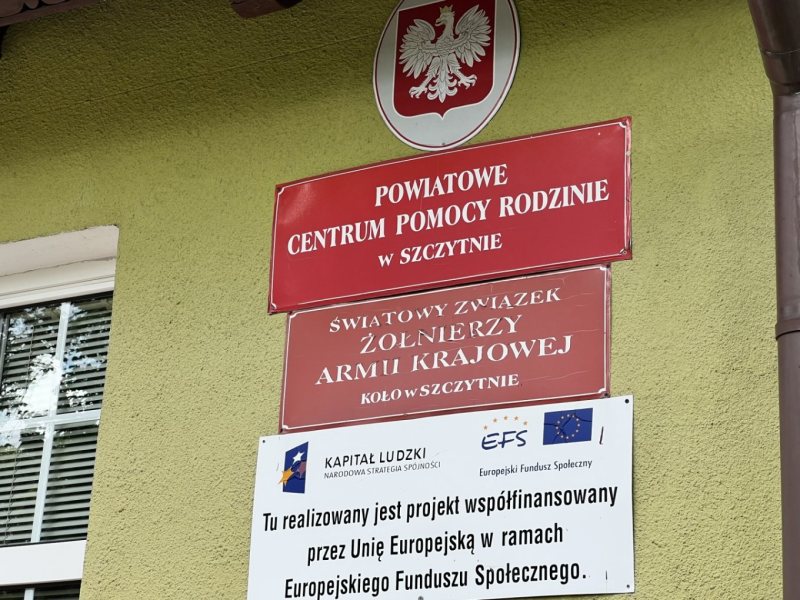 POWIATOWE
CENTRUM POMOCY RODZINIE
W SZCZYTNIE
ŚWIATOWY ZWIĄZEK
ŻOŁNIERZY
ARMII KRAJOWEJ
KOŁO W SZCZYTNIE
KAPITAŁ LUDZKI
NARODOWA STRATEGIA SPÓJNOŚCI
EFS
Europejski Fundusz Społeczny
Tu realizowany jest projekt współfinansowany
przez Unię Europejską w ramach
Europejskiego Funduszu Społecznego.